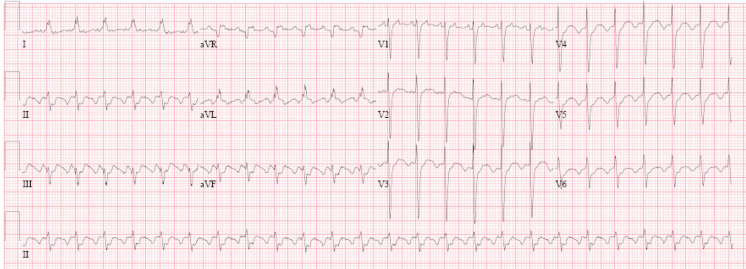 I aVR V1 V4
II aVL V2 V5
III aVF V3 V6
II